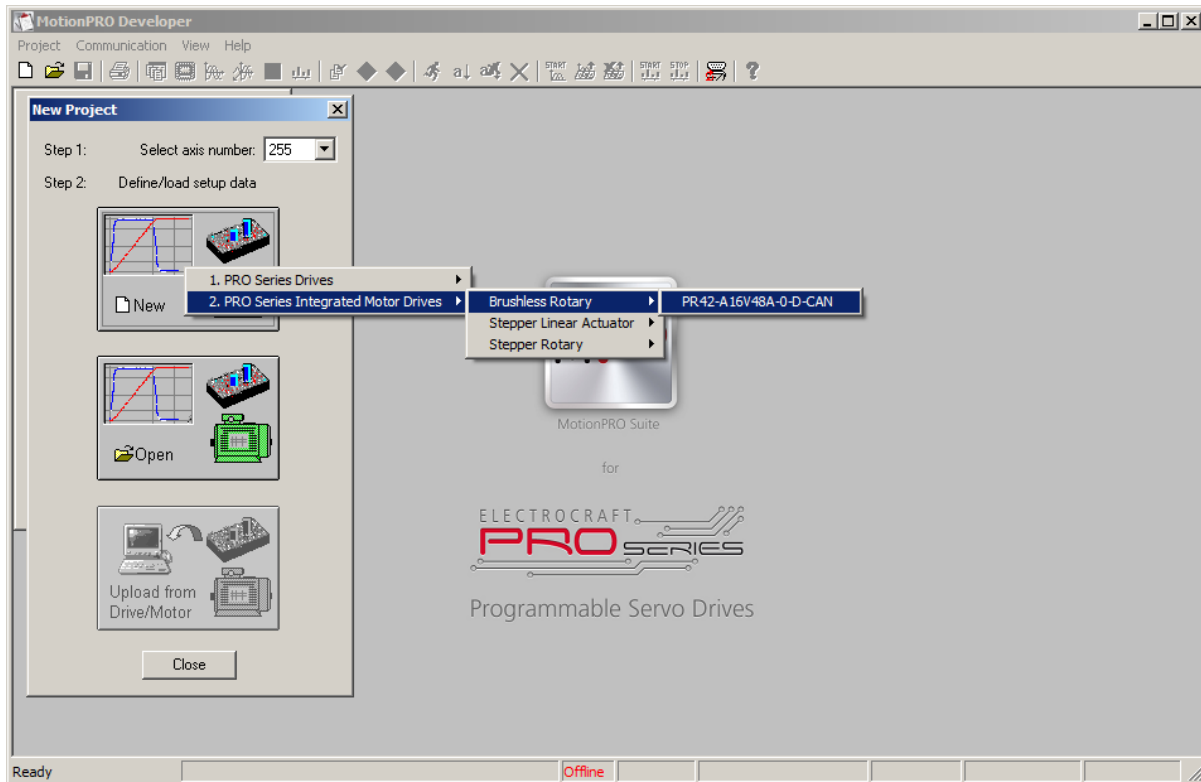 MotionPRO Developer
Project Communication View Help
a↓
START
START
STOP
?
New Project
Step 1: Select axis number: 255
Step 2: Define/load setup data
New
1. PRO Series Drives
2. PRO Series Integrated Motor Drives
Brushless Rotary
Stepper Linear Actuator
Stepper Rotary
PR42-A16V48A-0-D-CAN
Open
Upload from
Drive/Motor
Close
MotionPRO Suite
for
ELECTROCRAFT
PRO SERIES
Programmable Servo Drives
Ready
Offline